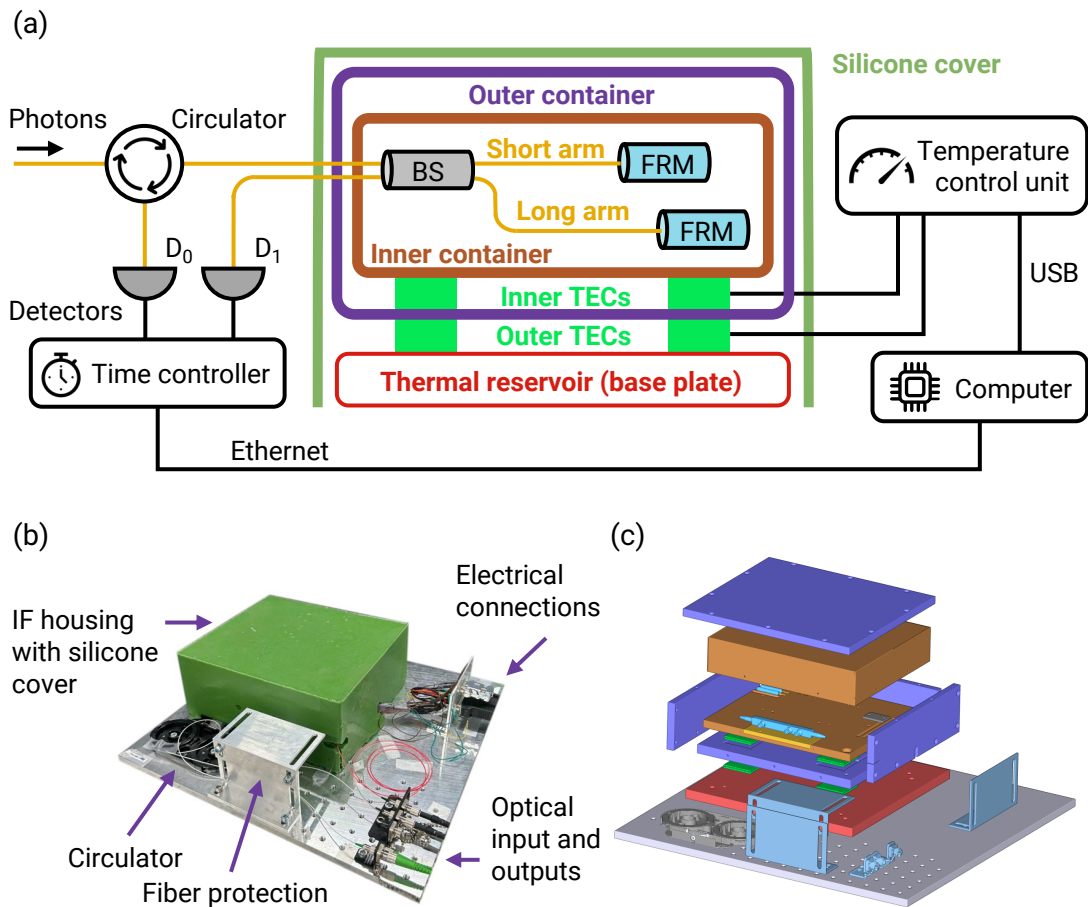 (a)
Silicone cover
Outer container
Photons
Circulator
Short arm
BS
FRM
Temperature
control unit
Long arm
FRM
D₀
D₁
Inner container
USB
Inner TECs
Detectors
Outer TECs
Time controller
Thermal reservoir (base plate)
Computer
Ethernet
(b)
(c)
Electrical
connections
IF housing
with silicone
cover
Optical
input and
outputs
Circulator
Fiber protection